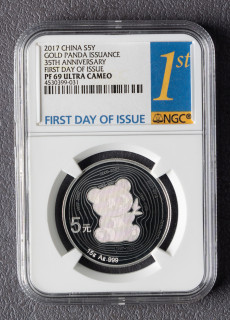 2017 CHINA S5Y
GOLD PANDA ISSUANCE
35TH ANNIVERSARY
FIRST DAY OF ISSUE
PF 69 ULTRA CAMEO
4530399-031
1st
FIRST DAY OF ISSUE
NGC®
5元
15g Ag .999